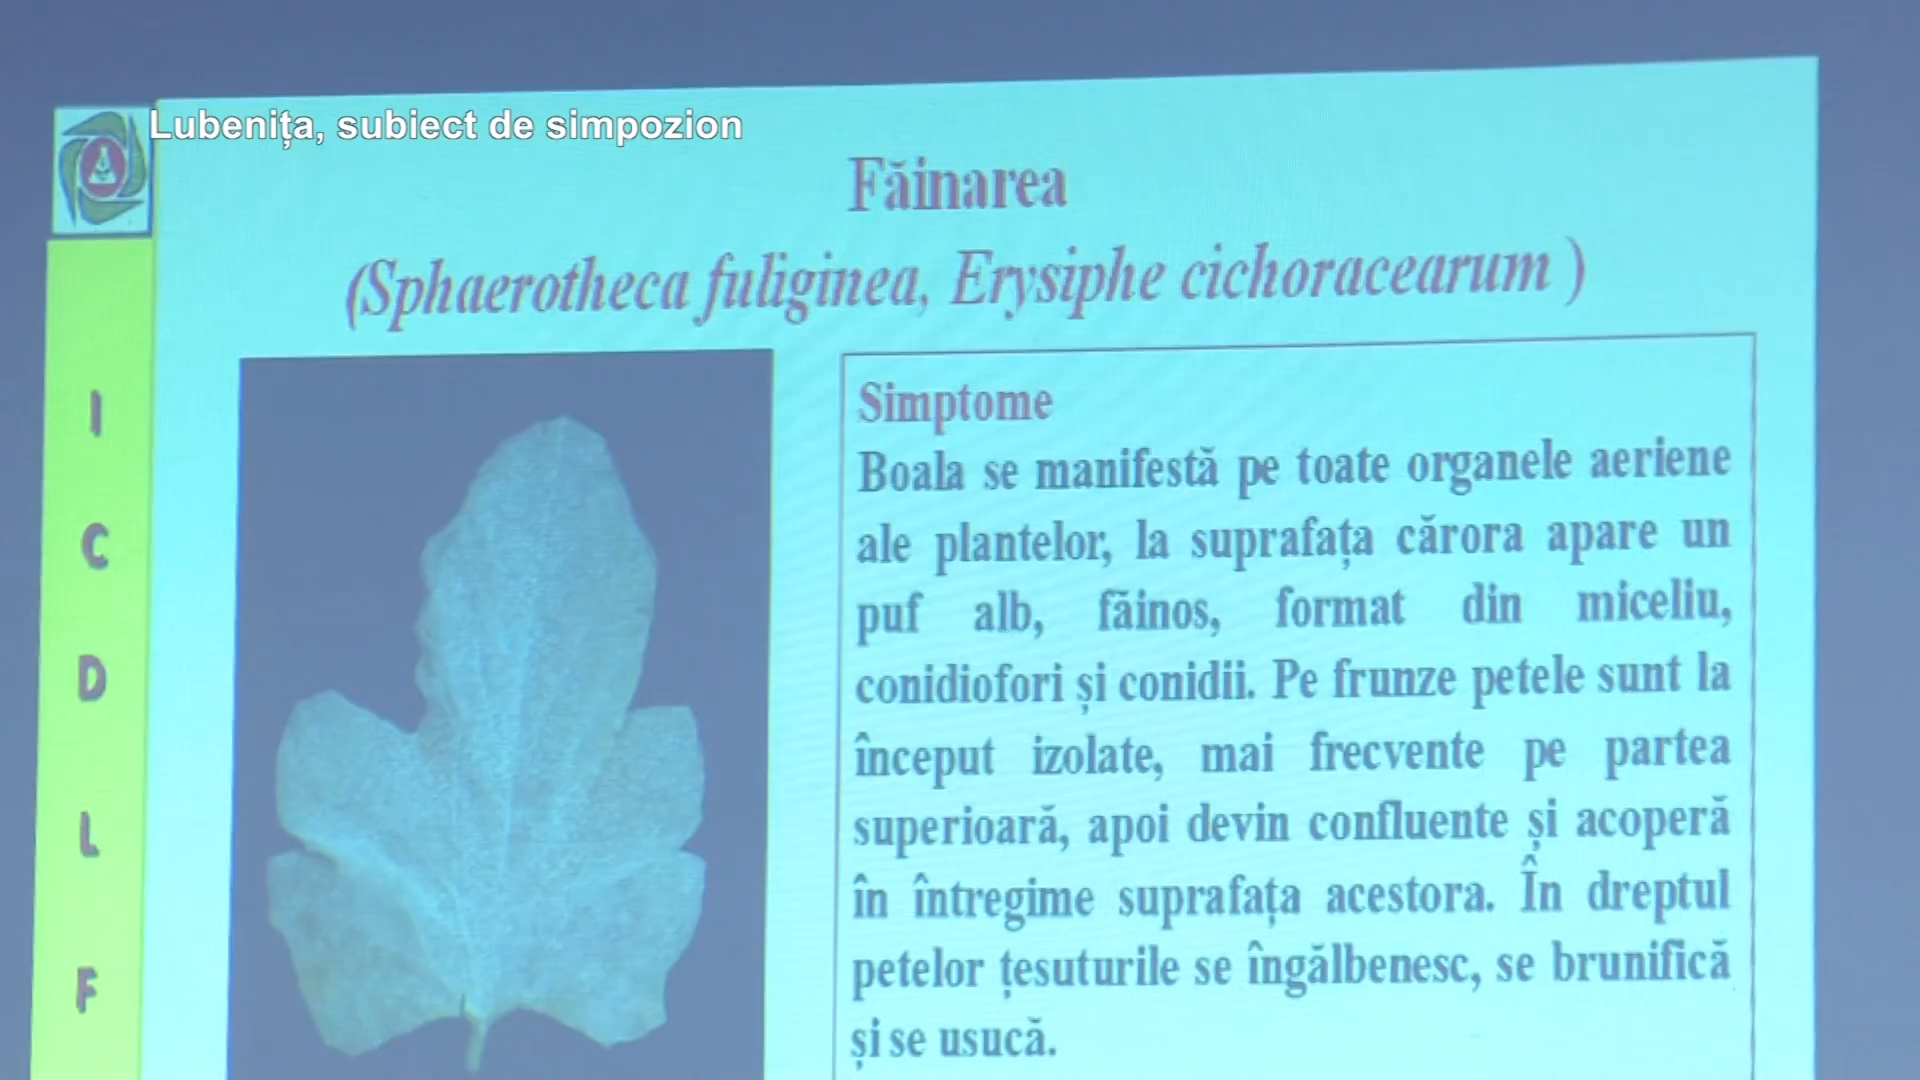 Lubenița, subiect de simpozion
Făinarea
(Sphaerotheca fuliginea, Erysiphe cichoracearum )
I
C
D
L
F
Simptome
Boala se manifestă pe toate organele aeriene
ale plantelor, la suprafața cărora apare un
puf alb, făinos, format din miceliu,
conidiofori și conidii. Pe frunze petele sunt la
început izolate, mai frecvente pe partea
superioară, apoi devin confluente și acoperă
în întregime suprafața acestora. În dreptul
petelor țesuturile se îngălbenesc, se brunifică
și se usucă.